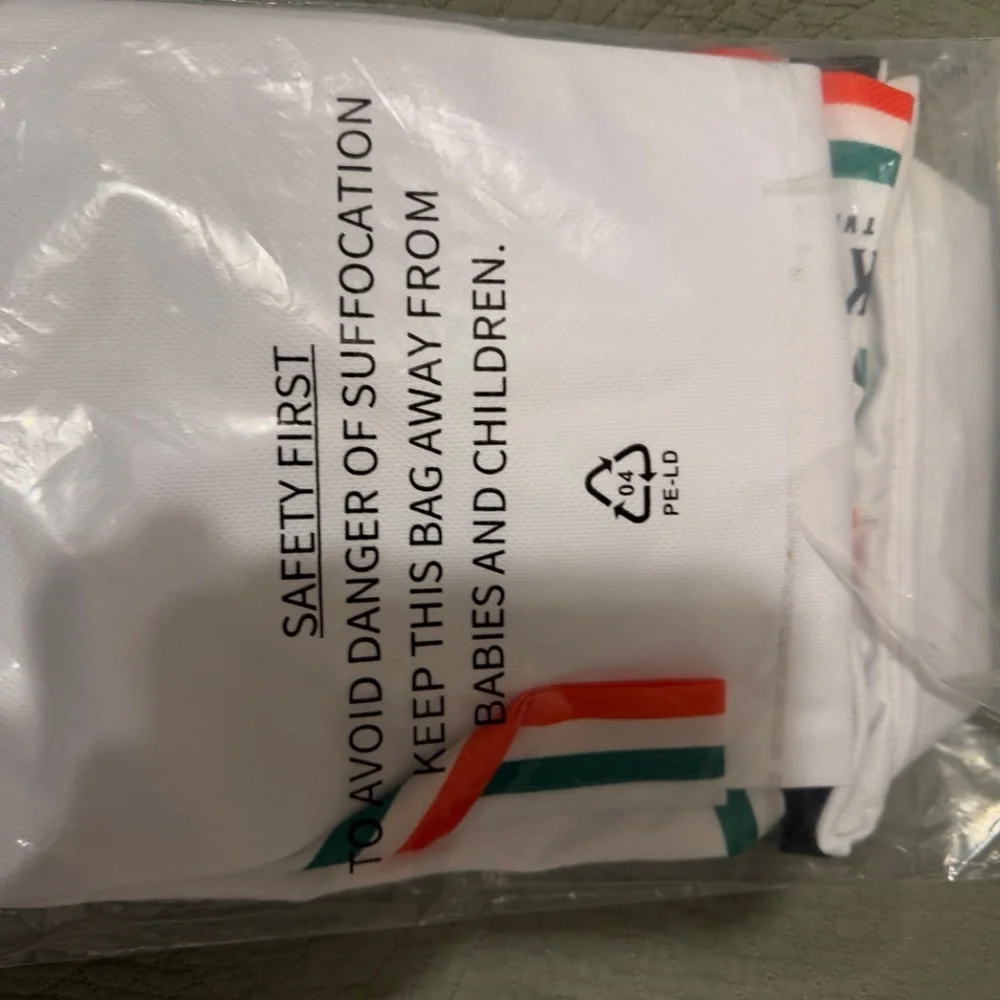 SAFETY FIRST
TO AVOID DANGER OF SUFFOCATION
KEEP THIS BAG AWAY FROM
BABIES AND CHILDREN.
04
PE-LD